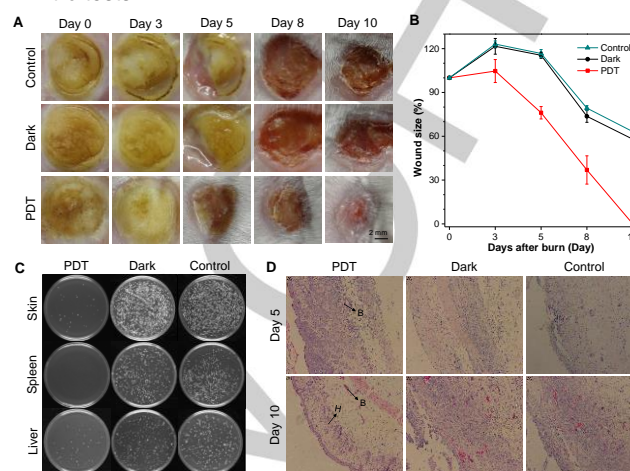 A
Day 0 Day 3 Day 5 Day 8 Day 10
Control
Dark
PDT
2 mm
B
Control
Dark
PDT
Wound size (%)
120
90
60
30
0
0 3 5 8
Days after burn (Day)
C
PDT Dark Control
Skin
Spleen
Liver
D
PDT Dark Control
Day 5
B
Day 10
H
B